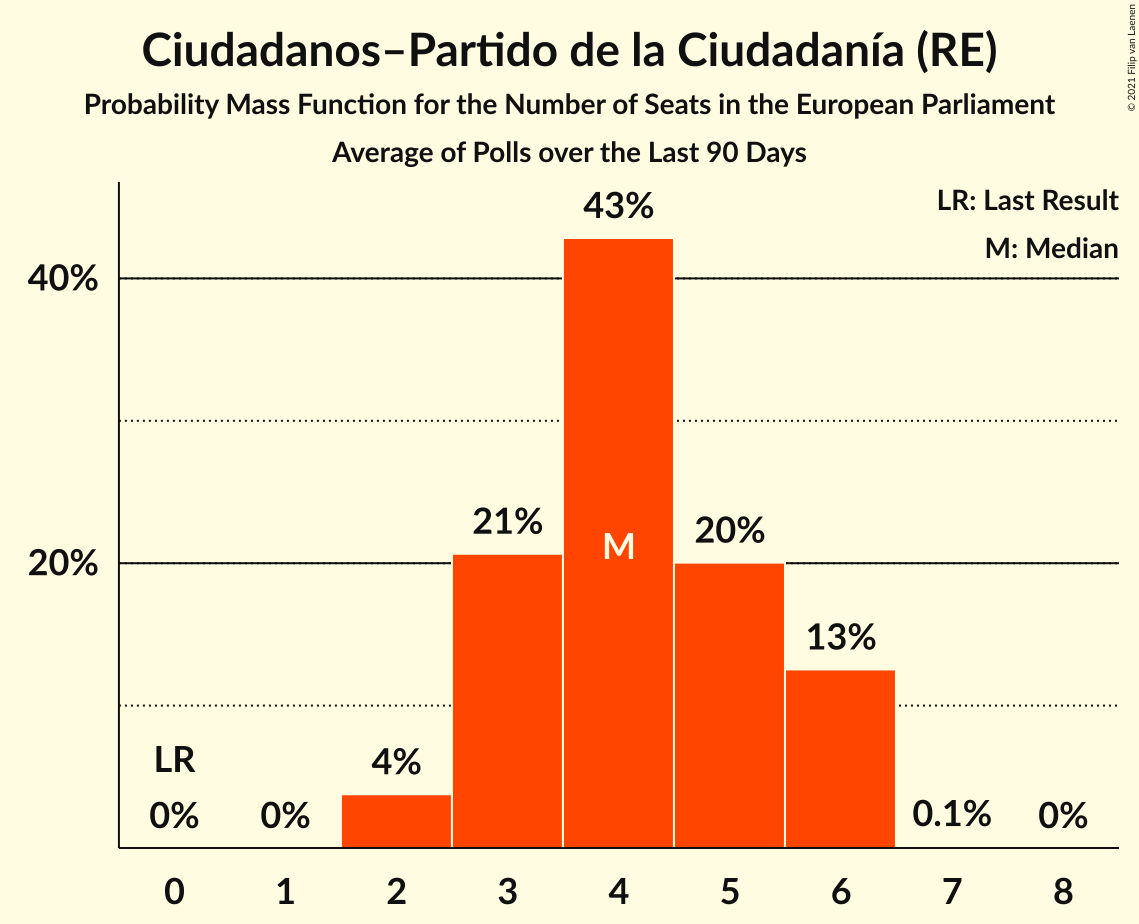 Ciudadanos–Partido de la Ciudadanía (RE)
Probability Mass Function for the Number of Seats in the European Parliament
Average of Polls over the Last 90 Days
© 2021 Filip van Laenen
LR: Last Result
M: Median
43%
40%
21%
M
20%
20%
13%
LR
4%
0%
0%
0.1%
0%
0 1 2 3 4 5 6 7 8